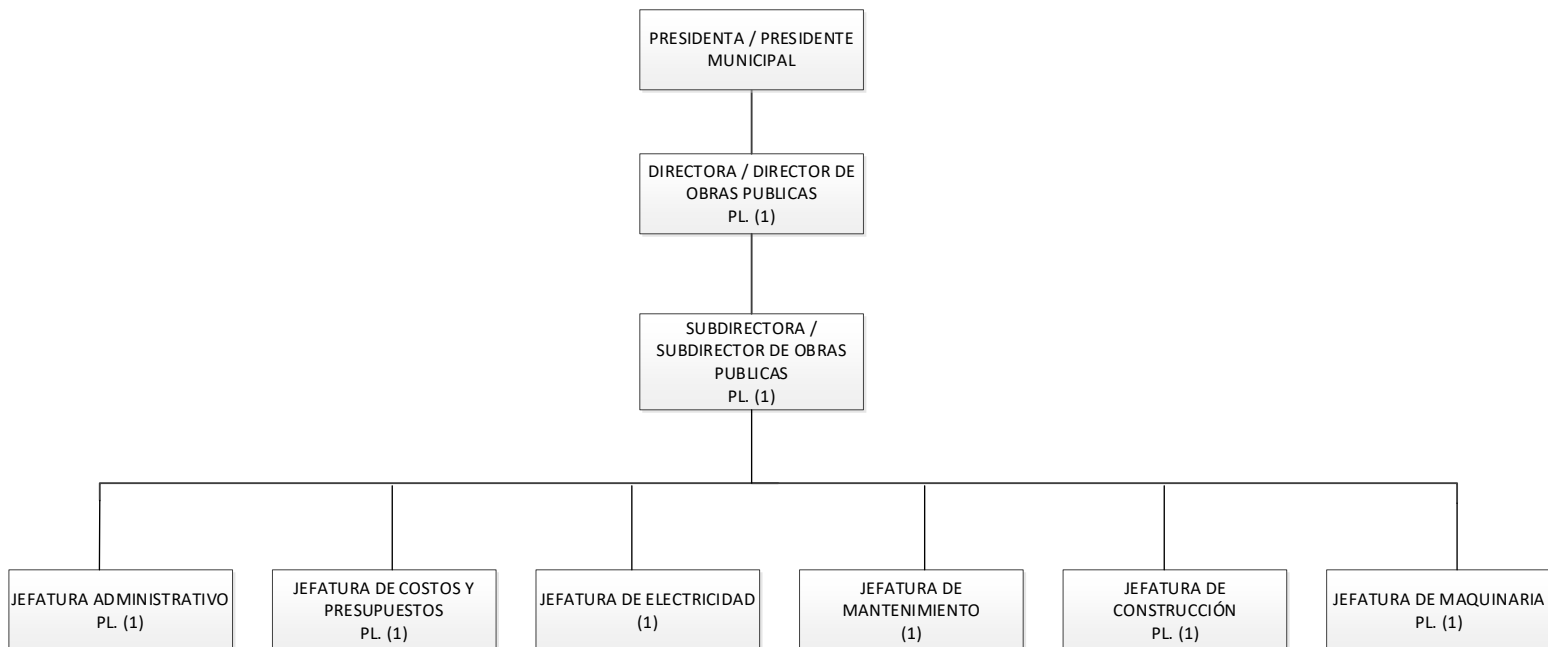 PRESIDENTA / PRESIDENTE
MUNICIPAL
DIRECTORA / DIRECTOR DE
OBRAS PUBLICAS
PL. (1)
SUBDIRECTORA /
SUBDIRECTOR DE OBRAS
PUBLICAS
PL. (1)
JEFATURA ADMINISTRATIVO
PL. (1)
JEFATURA DE COSTOS Y
PRESUPUESTOS
PL. (1)
JEFATURA DE ELECTRICIDAD
(1)
JEFATURA DE
MANTENIMIENTO
(1)
JEFATURA DE
CONSTRUCCIÓN
PL. (1)
JEFATURA DE MAQUINARIA
PL. (1)